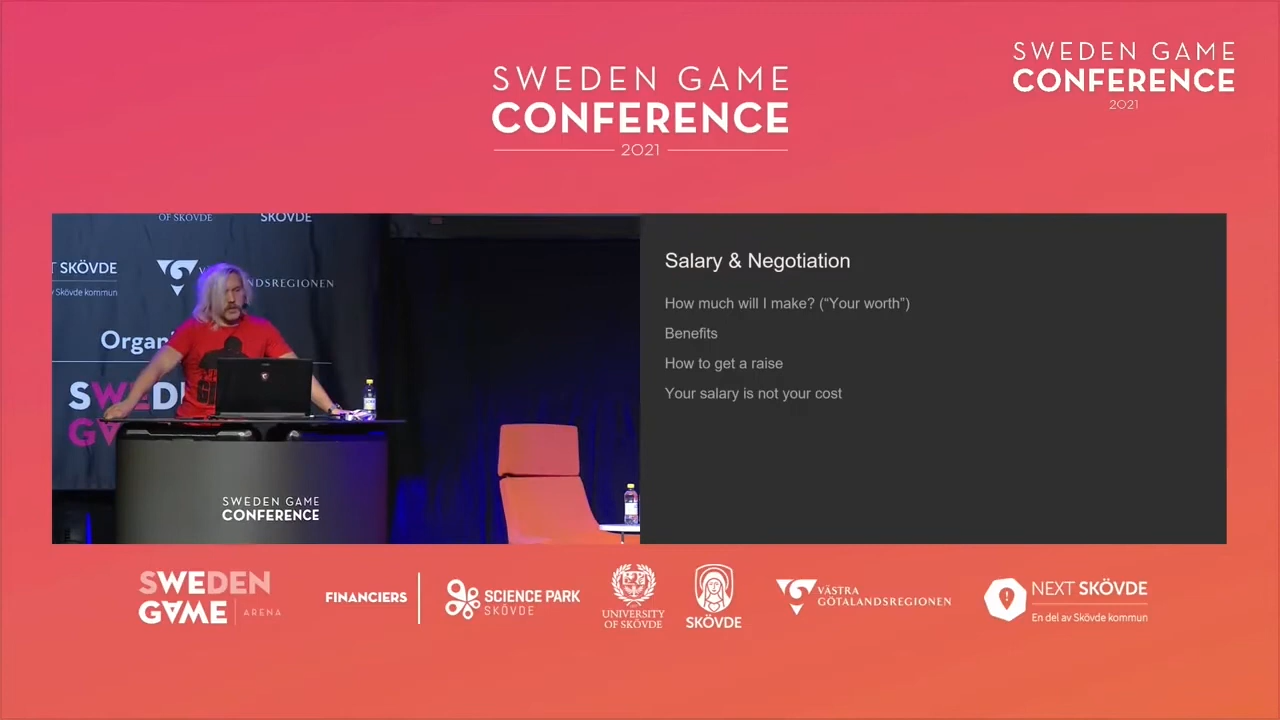 SWEDEN GAME
CONFERENCE
2021
SWEDEN GAME
CONFERENCE
2021
OF SKÖVDE
SKÖVDE
T SKÖVDE
v Skövde kommun
V
NDSREGIONEN
Organ
SWEDE
GA
SWEDEN GAME
CONFERENCE
Salary & Negotiation
How much will I make? (“Your worth”)
Benefits
How to get a raise
Your salary is not your cost
SWEDEN
GAME
ARENA
FINANCIERS
SCIENCE PARK
SKÖVDE
UNIVERSITY
OF SKÖVDE
SKÖVDE
VÄSTRA
GÖTALANDSREGIONEN
NEXT SKÖVDE
En del av Skövde kommun